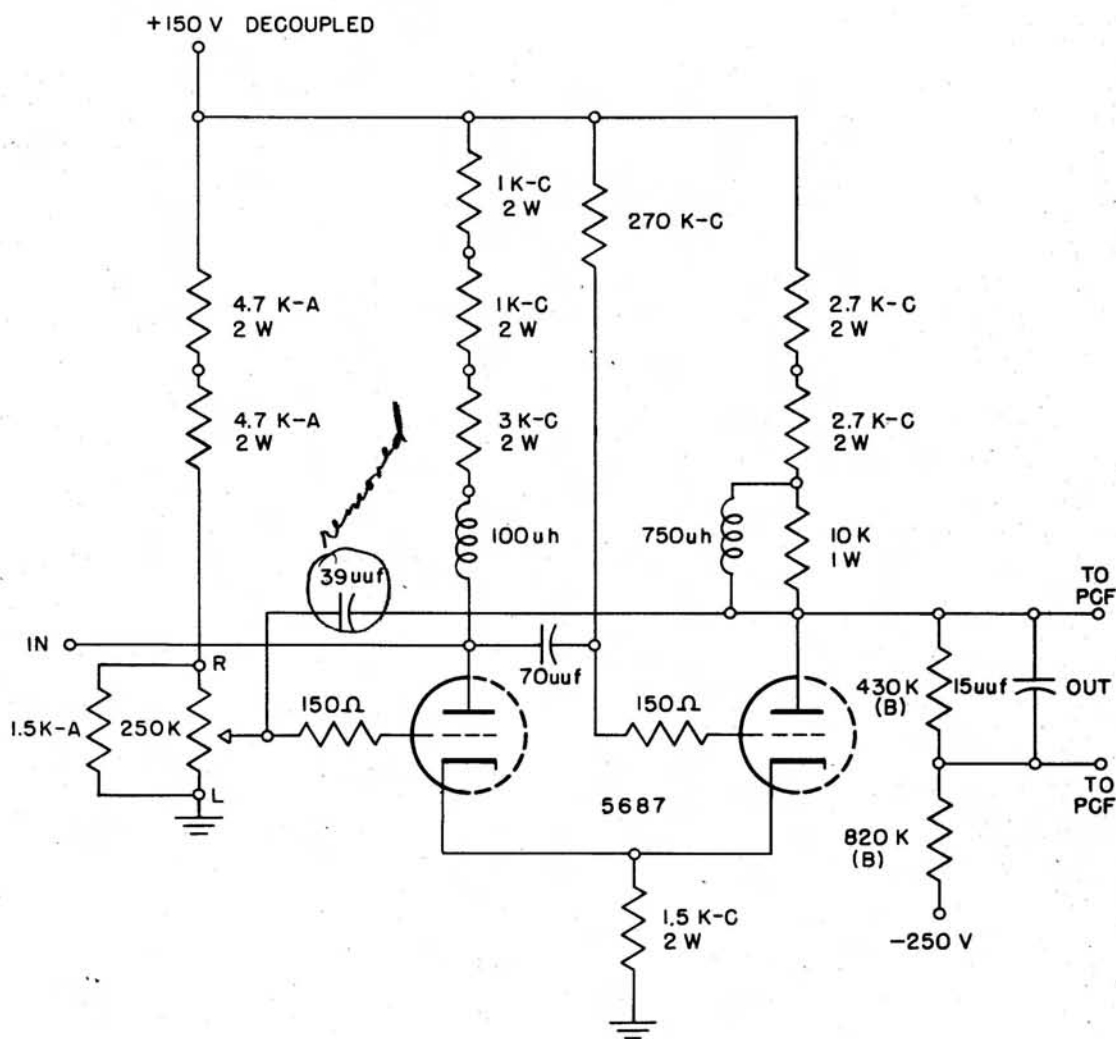 +150 V DECOUPLED
1 K-C
2 W
270 K-C
4.7 K-A
2 W
1K-C
2 W
2.7 K-C
2 W
4.7 K-A
2 W
3 K-C
2 W
2.7 K-C
2 W
removed
100uh
750uh
10 K
1 W
39uuf
TO
PCF
IN
R
70uuf
430 K
(B)
15uuf
OUT
1.5 K-A
250K
150Ω
150Ω
L
5687
TO
PCF
820 K
(B)
1.5 K-C
2 W
-250 V